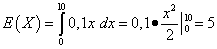 E(X) = ∫₀¹⁰ 0,1x dx = 0,1 • x²/2 |₀¹⁰ = 5